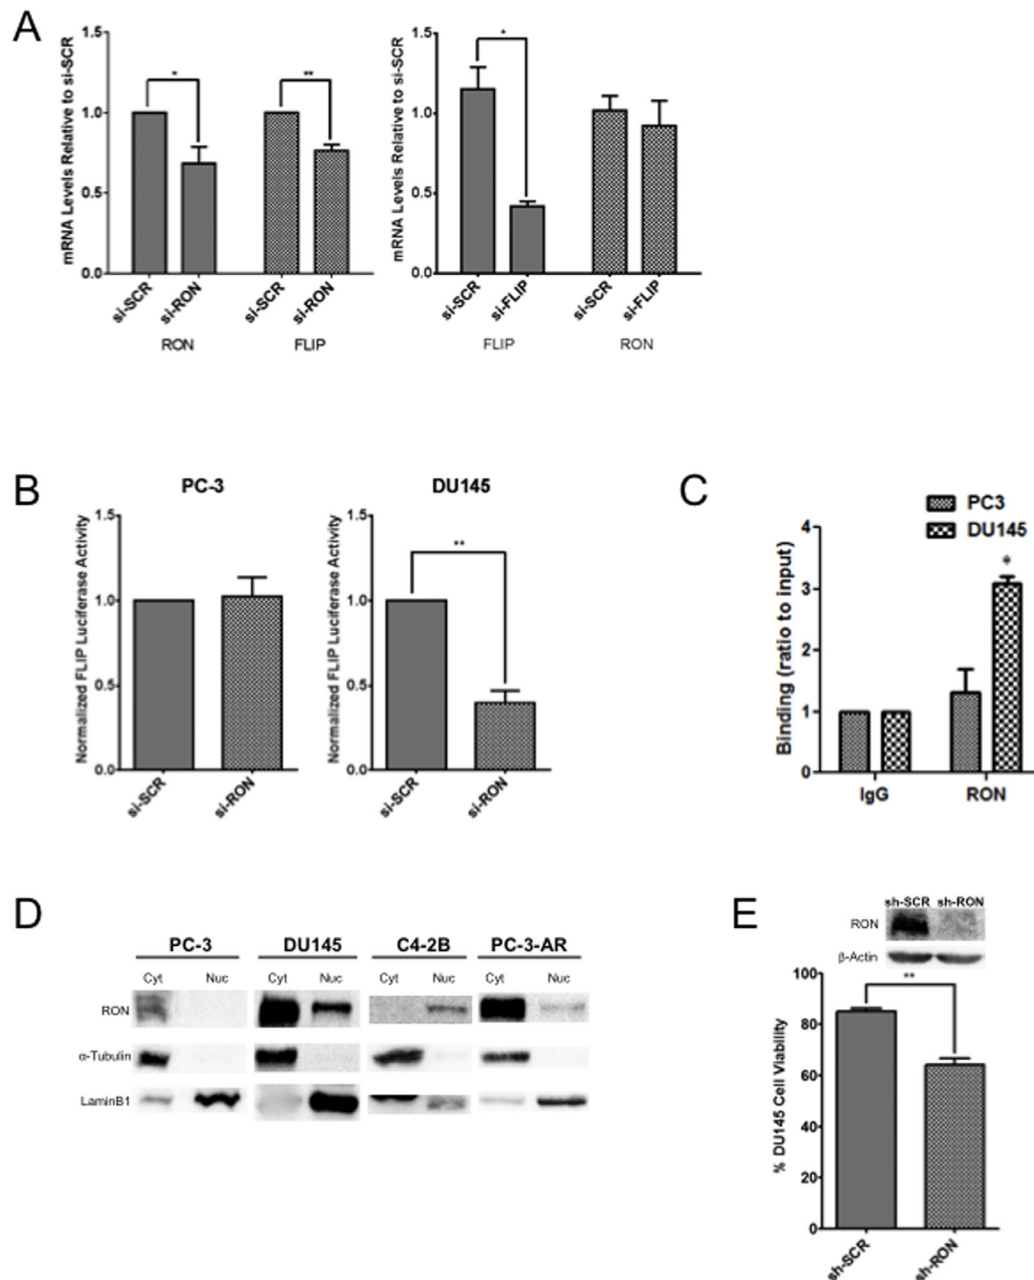 A
mRNA Levels Relative to si-SCR
1.5
1.0
0.5
0.0
*
**
si-SCR
si-RON
si-SCR
si-RON
RON
FLIP
mRNA Levels Relative to si-SCR
1.5
1.0
0.5
0.0
*
si-SCR
si-FLIP
si-SCR
si-FLIP
FLIP
RON
B
PC-3
Normalized FLIP Luciferase Activity
1.5
1.0
0.5
0.0
si-SCR
si-RON
DU145
Normalized FLIP Luciferase Activity
1.5
1.0
0.5
0.0
**
si-SCR
si-RON
C
PC3
DU145
Binding (ratio to input)
4
3
2
1
0
*
IgG
RON
D
PC-3 DU145 C4-2B PC-3-AR
Cyt Nuc Cyt Nuc Cyt Nuc Cyt Nuc
RON
α-Tubulin
LaminB1
E
sh-SCR sh-RON
RON
β-Actin
% DU145 Cell Viability
100
80
60
40
20
0
**
sh-SCR
sh-RON